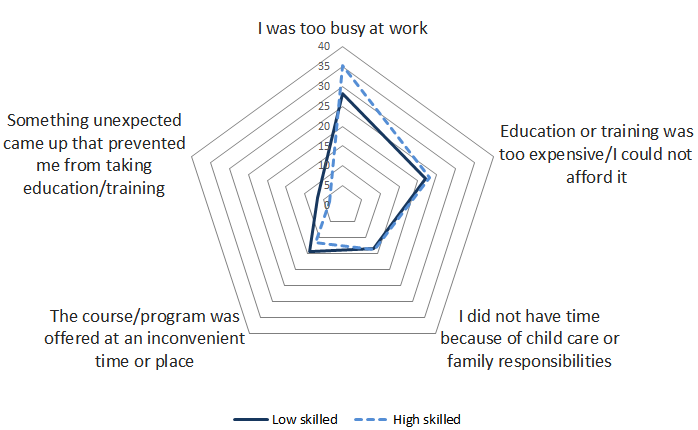 I was too busy at work
40
35
30
25
20
15
10
5
0
Something unexpected
came up that prevented
me from taking
education/training
Education or training was
too expensive/I could not
afford it
The course/program was
offered at an inconvenient
time or place
I did not have time
because of child care or
family responsibilities
Low skilled
High skilled